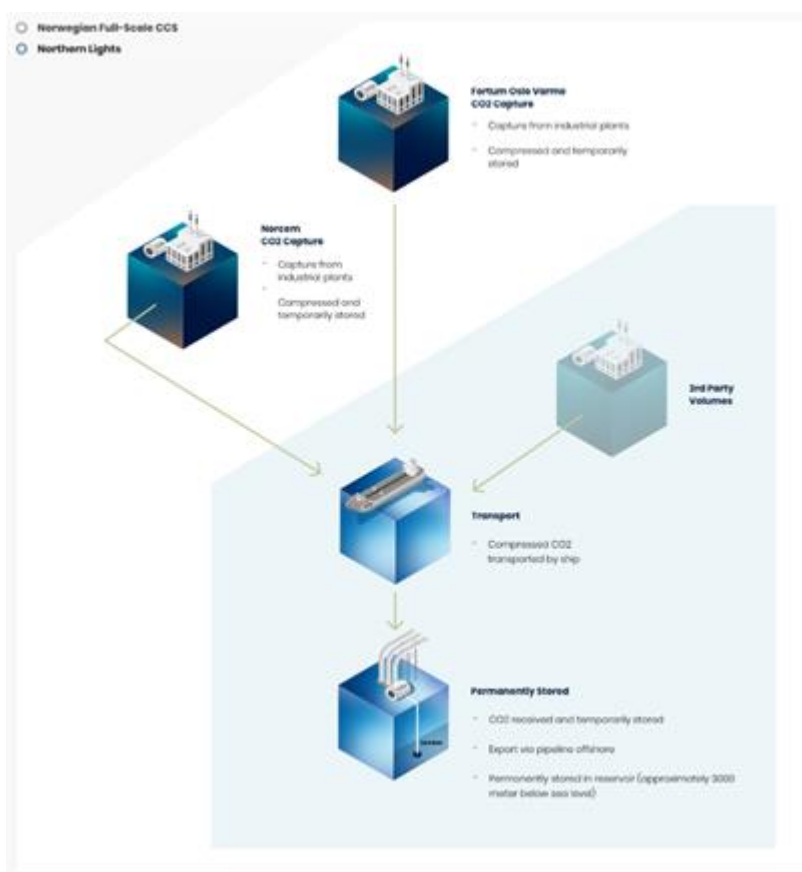 Norwegian Full-Scale CCS
Northern Lights
Fortum Oslo Varme
CO2 Capture
- Capture from industrial plants
- Compressed and temporarily
stored
Norcem
CO2 Capture
- Capture from
industrial plants
- Compressed and
temporarily stored
3rd Party
Volumes
Transport
- Compressed CO2
transported by ship
Permanently Stored
- CO2 received and temporarily stored
- Export via pipeline offshore
- Permanently stored in reservoir (approximately 3000
meter below sea level)